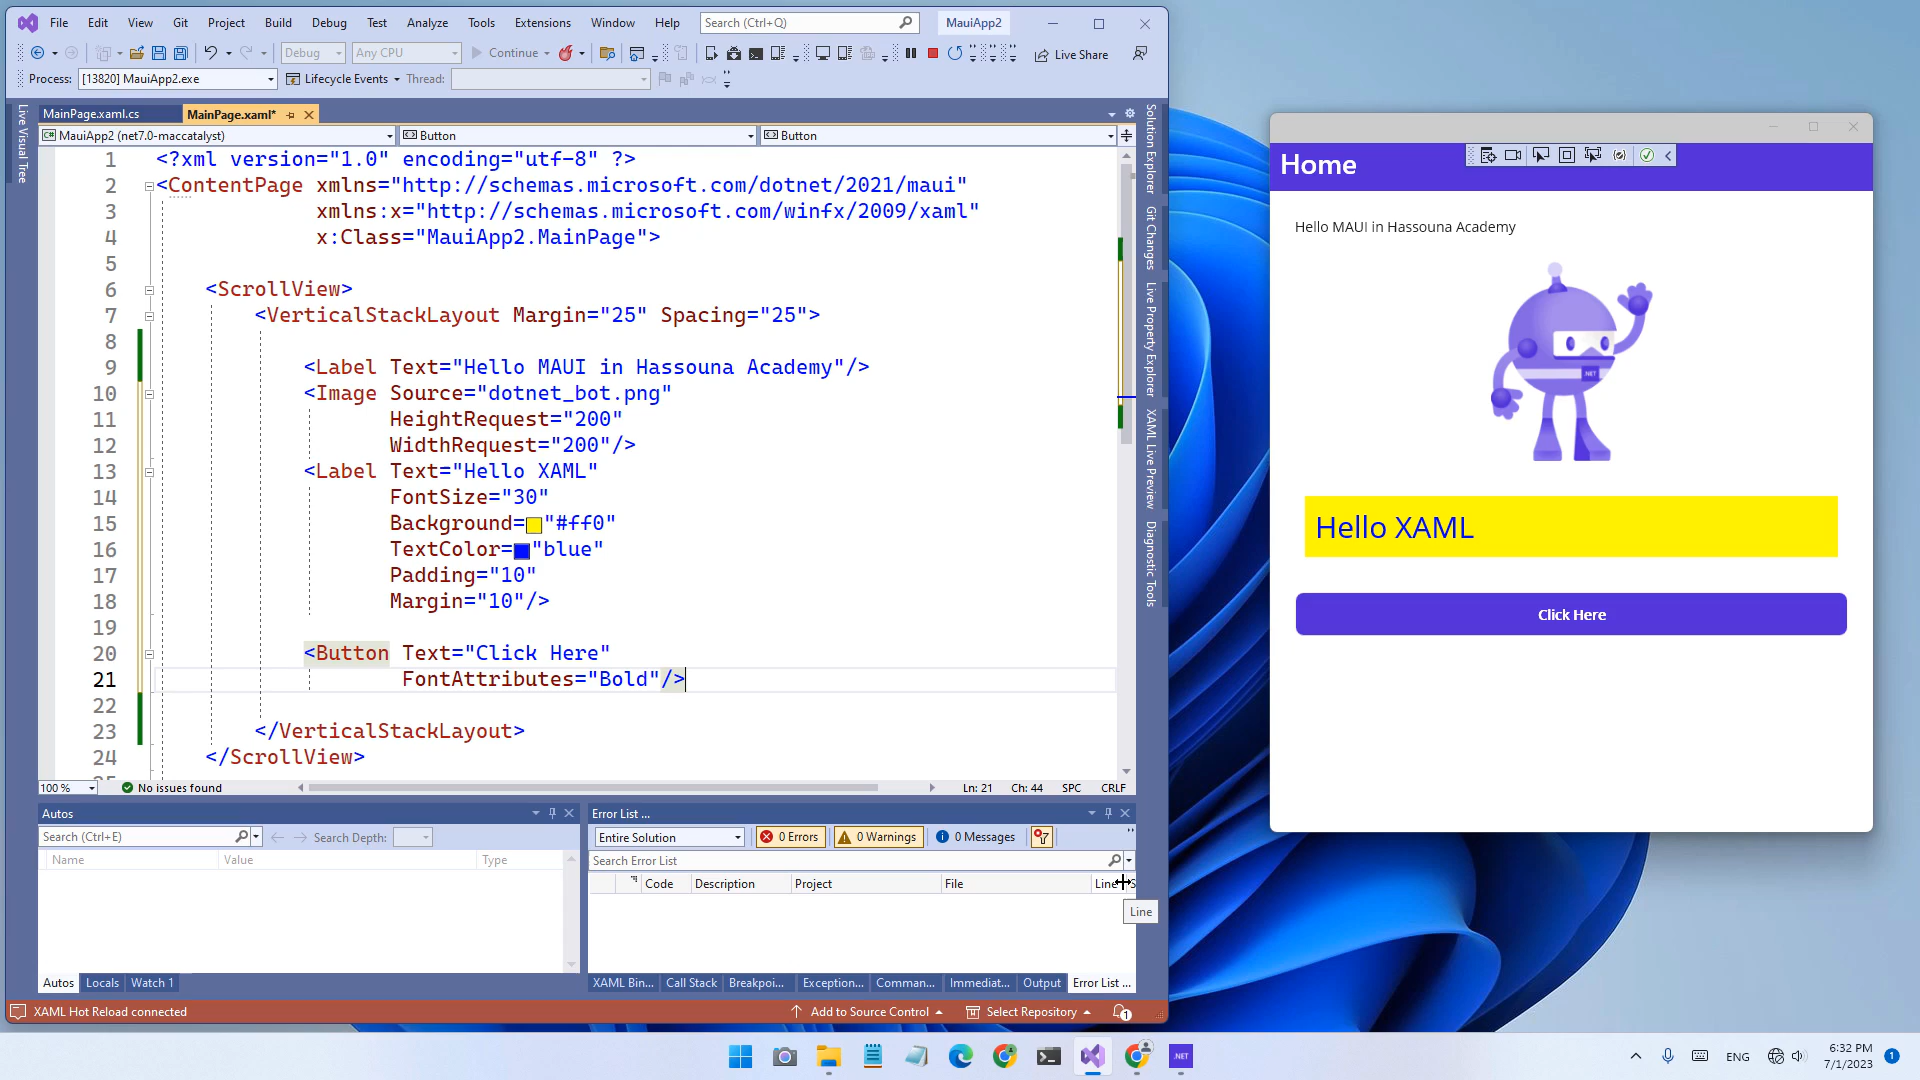 File Edit View Git Project Build Debug Test Analyze Tools Extensions Window Help Search (Ctrl+Q) MauiApp2
Debug Any CPU Continue Live Share
Process: [13820] MauiApp2.exe Lifecycle Events Thread:
MainPage.xaml.cs MainPage.xaml*
MauiApp2 (net7.0-maccatalyst) Button Button
Live Visual Tree
1 <?xml version="1.0" encoding="utf-8" ?>
2 <ContentPage xmlns="http://schemas.microsoft.com/dotnet/2021/maui"
3 xmlns:x="http://schemas.microsoft.com/winfx/2009/xaml"
4 x:Class="MauiApp2.MainPage">
5
6 <ScrollView>
7 <VerticalStackLayout Margin="25" Spacing="25">
8
9 <Label Text="Hello MAUI in Hassouna Academy"/>
10 <Image Source="dotnet_bot.png"
11 HeightRequest="200"
12 WidthRequest="200"/>
13 <Label Text="Hello XAML"
14 FontSize="30"
15 Background="#ff0"
16 TextColor="blue"
17 Padding="10"
18 Margin="10"/>
19
20 <Button Text="Click Here"
21 FontAttributes="Bold"/>
22
23 </VerticalStackLayout>
24 </ScrollView>
Solution Explorer
Git Changes
Live Property Explorer
XAML Live Preview
Diagnostic Tools
100 % No issues found Ln: 21 Ch: 44 SPC CRLF
Autos
Search (Ctrl+E) Search Depth:
Name Value Type
Autos Locals Watch 1
Error List ...
Entire Solution 0 Errors 0 Warnings 0 Messages
Search Error List
Code Description Project File Line S
Line
XAML Bin... Call Stack Breakpoi... Exception... Comman... Immediat... Output Error List ...
XAML Hot Reload connected Add to Source Control Select Repository 1
Home
Hello MAUI in Hassouna Academy
.NET
Hello XAML
Click Here
.NET
ENG
6:32 PM
7/1/2023
1